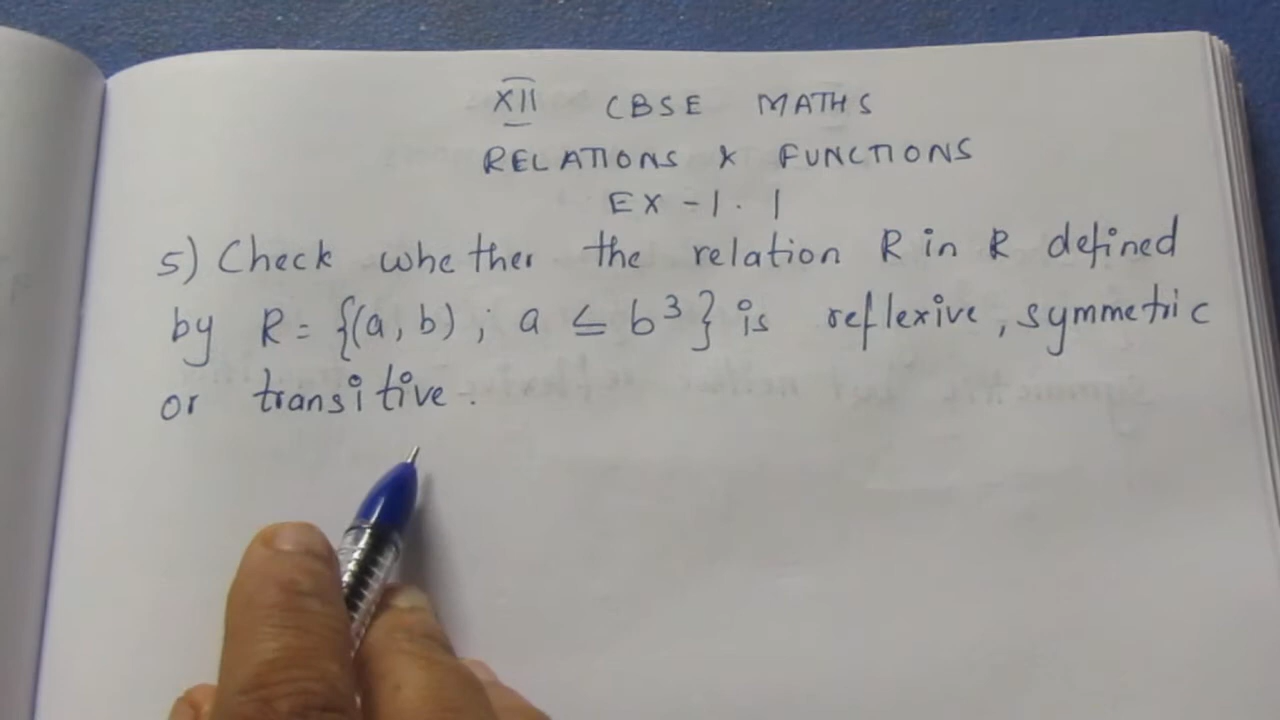 XII CBSE MATHS
RELATIONS & FUNCTIONS
EX - 1.1
5) Check whether the relation R in R defined
by R = {(a, b) ; a ≤ b³} is reflexive, symmetric
or transitive.